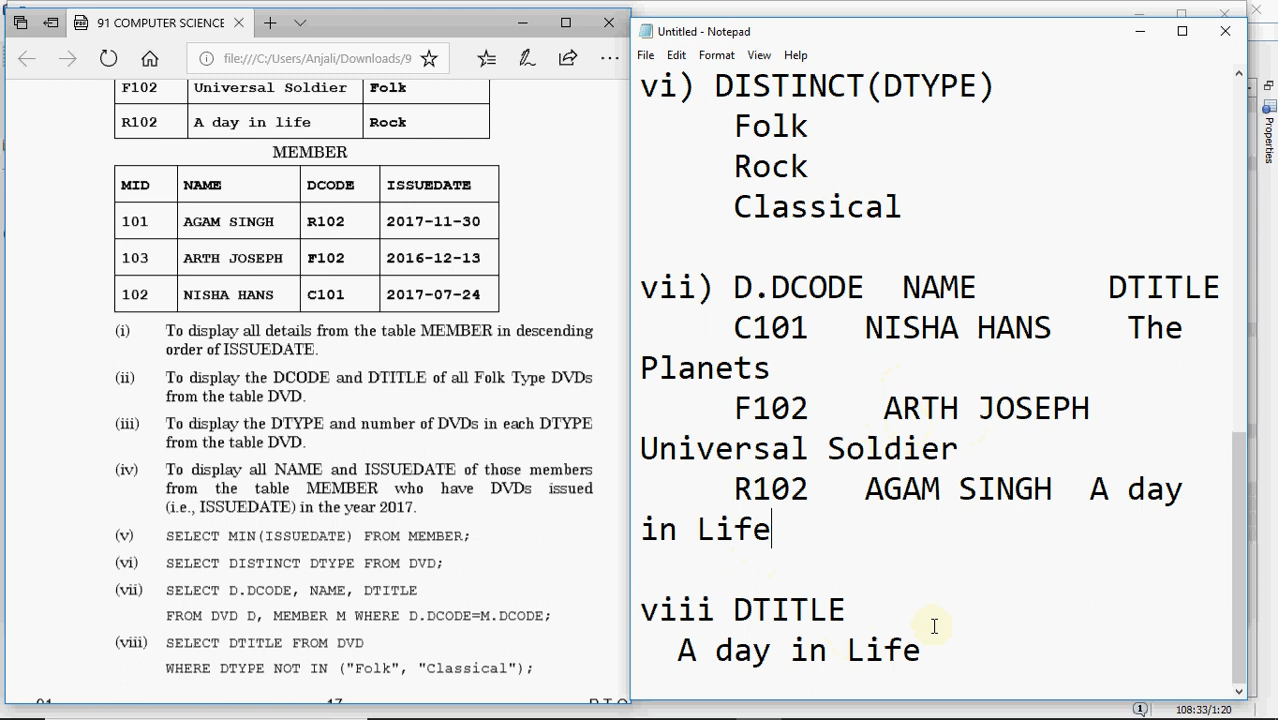 91 COMPUTER SCIENCE
file:///C:/Users/Anjali/Downloads/9
F102 Universal Soldier Folk
R102 A day in life Rock
MEMBER
MID NAME DCODE ISSUEDATE
101 AGAM SINGH R102 2017-11-30
103 ARTH JOSEPH F102 2016-12-13
102 NISHA HANS C101 2017-07-24
(i) To display all details from the table MEMBER in descending
order of ISSUEDATE.
(ii) To display the DCODE and DTITLE of all Folk Type DVDs
from the table DVD.
(iii) To display the DTYPE and number of DVDs in each DTYPE
from the table DVD.
(iv) To display all NAME and ISSUEDATE of those members
from the table MEMBER who have DVDs issued
(i.e., ISSUEDATE) in the year 2017.
(v) SELECT MIN(ISSUEDATE) FROM MEMBER;
(vi) SELECT DISTINCT DTYPE FROM DVD;
(vii) SELECT D.DCODE, NAME, DTITLE
FROM DVD D, MEMBER M WHERE D.DCODE=M.DCODE;
(viii) SELECT DTITLE FROM DVD
WHERE DTYPE NOT IN ("Folk", "Classical");
Untitled - Notepad
File Edit Format View Help
vi) DISTINCT(DTYPE)
Folk
Rock
Classical
vii) D.DCODE NAME DTITLE
C101 NISHA HANS The
Planets
F102 ARTH JOSEPH
Universal Soldier
R102 AGAM SINGH A day
in Life
viii DTITLE
A day in Life
108:33/1:20
Properties